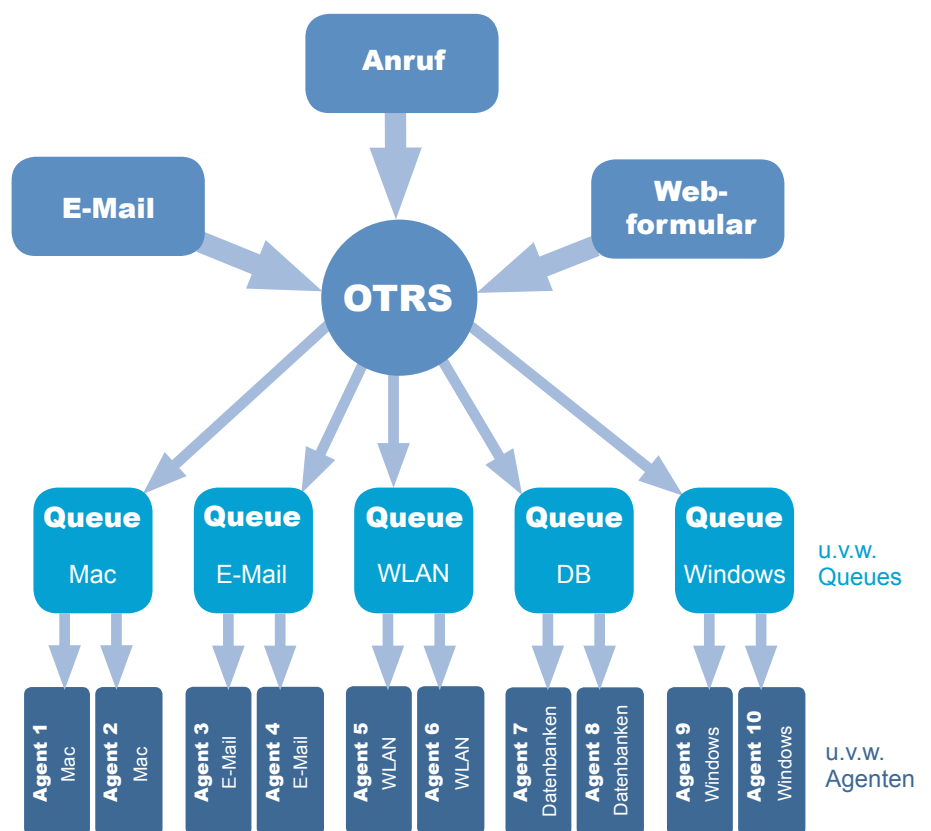 Anruf
E-Mail
Web-
formular
OTRS
Queue
Mac
Queue
E-Mail
Queue
WLAN
Queue
DB
Queue
Windows
u.v.w.
Queues
Agent 1
Mac
Agent 2
Mac
Agent 3
E-Mail
Agent 4
E-Mail
Agent 5
WLAN
Agent 6
WLAN
Agent 7
Datenbanken
Agent 8
Datenbanken
Agent 9
Windows
Agent 10
Windows
u.v.w.
Agenten